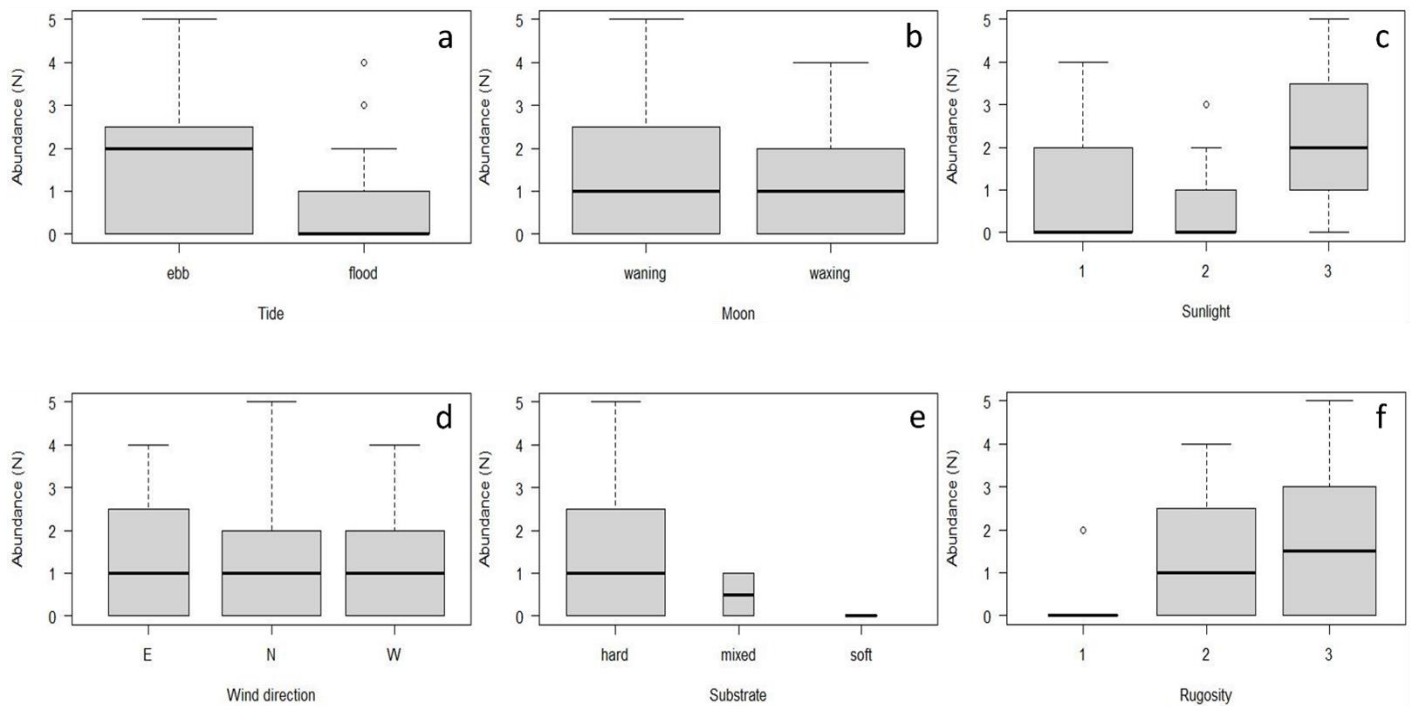 a
Abundance (N)
5
4
3
2
1
0
ebb
flood
Tide
b
Abundance (N)
5
4
3
2
1
0
waning
waxing
Moon
c
Abundance (N)
5
4
3
2
1
0
1
2
3
Sunlight
d
Abundance (N)
5
4
3
2
1
0
E
N
W
Wind direction
e
Abundance (N)
5
4
3
2
1
0
hard
mixed
soft
Substrate
f
Abundance (N)
5
4
3
2
1
0
1
2
3
Rugosity